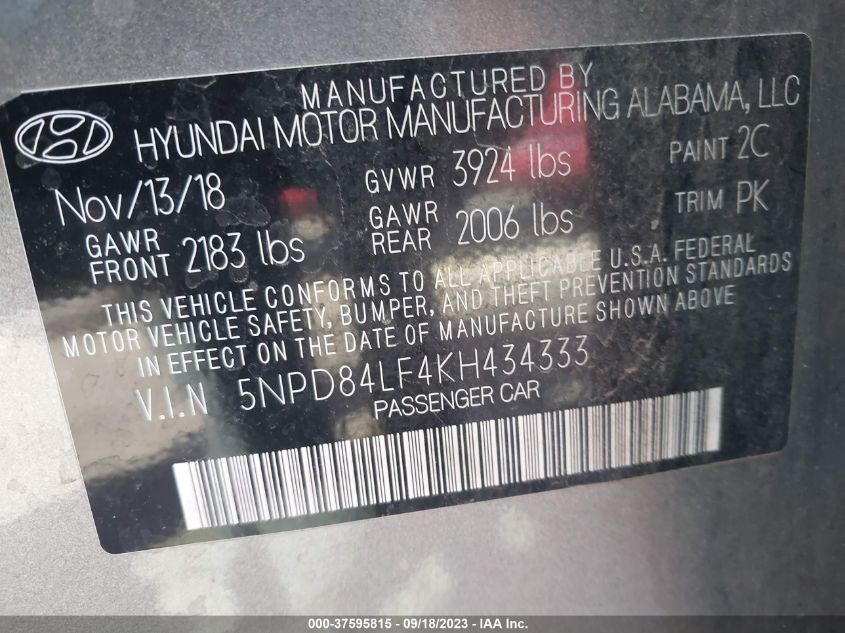 MANUFACTURED BY
HYUNDAI MOTOR MANUFACTURING ALABAMA, LLC
Nov/13/18 GVWR 3924 lbs PAINT 2C
GAWR FRONT 2183 lbs GAWR REAR 2006 lbs TRIM PK
THIS VEHICLE CONFORMS TO ALL APPLICABLE U.S.A. FEDERAL
MOTOR VEHICLE SAFETY, BUMPER, AND THEFT PREVENTION STANDARDS
IN EFFECT ON THE DATE OF MANUFACTURE SHOWN ABOVE
V.I.N 5NPD84LF4KH434333
PASSENGER CAR
000-37595815 - 09/18/2023 - IAA Inc.